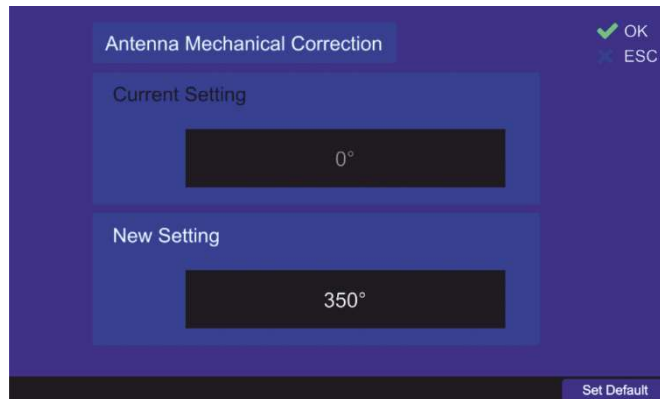 Antenna Mechanical Correction
OK
ESC
Current Setting
0°
New Setting
350°
Set Default